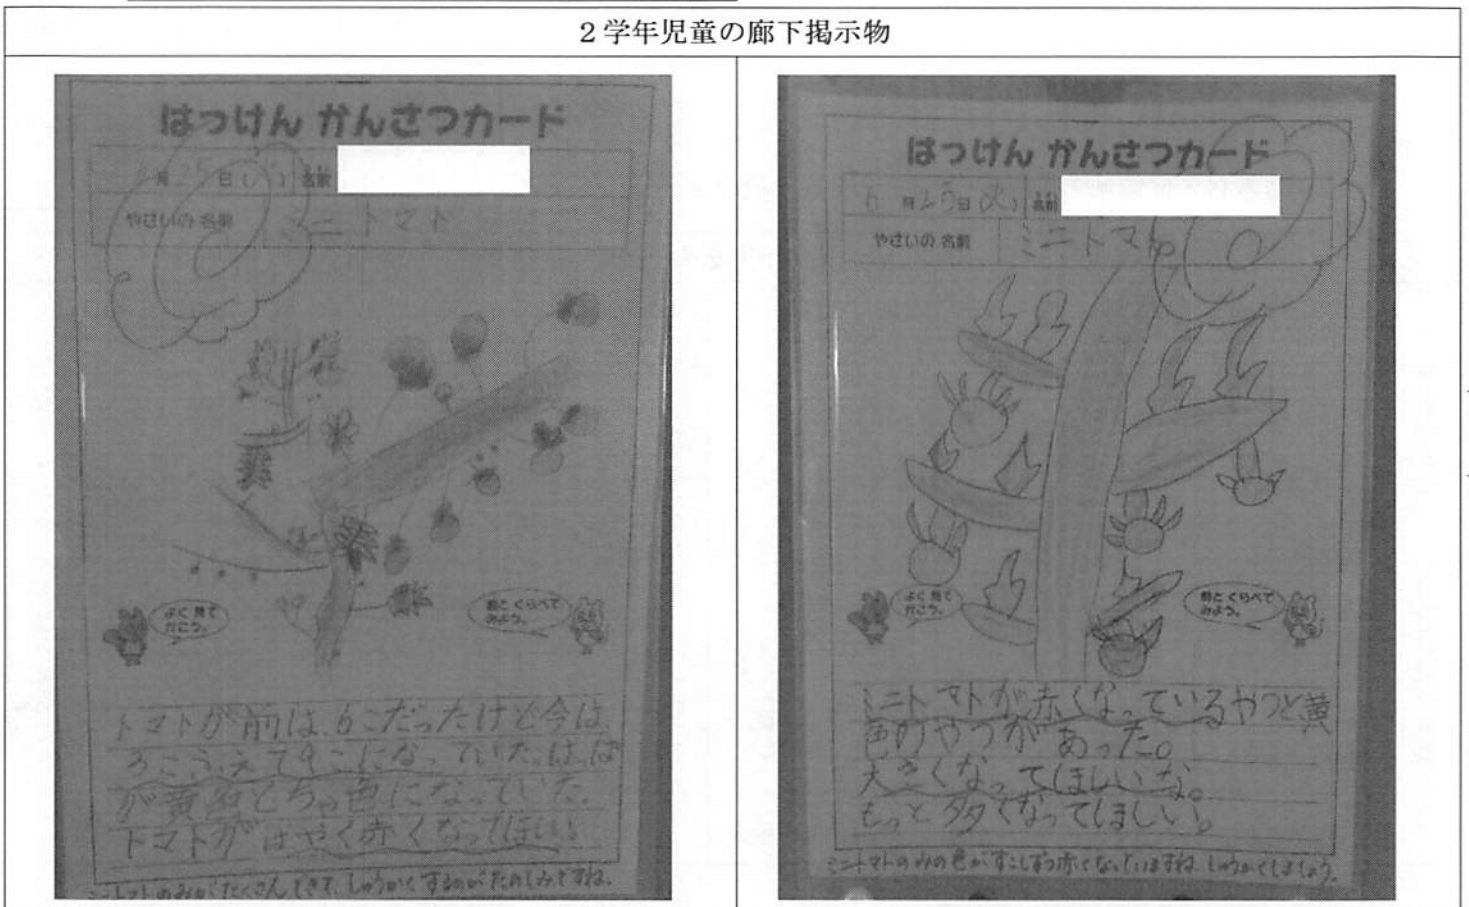 2学年児童の廊下掲示物
はっけん かんさつカード
月25日( ) 名前
やさいの 名前 ミニトマト
よく見て
かこう。
前と くらべて
みよう。
トマトが前は、6こだったけど今は、
3こふえて9こになっていた。はっぱ
が黄色とちゃ色になっていた。
トマトがはやく赤くなってほしい
ミニトマトのみがたくさんできて、しゅうかくするのがたのしみですね。
はっけん かんさつカード
6月25日(火) 名前
やさいの 名前 ミニトマト
よく見て
かこう。
前と くらべて
みよう。
ミニトマトが赤くなっているやつと黄
色のやつがあった。
大きくなってほしいな。
もっと多くなってほしい。
ミニトマトのみの色がすこしずつ赤くなっていますね。しゅうかくしましょう。